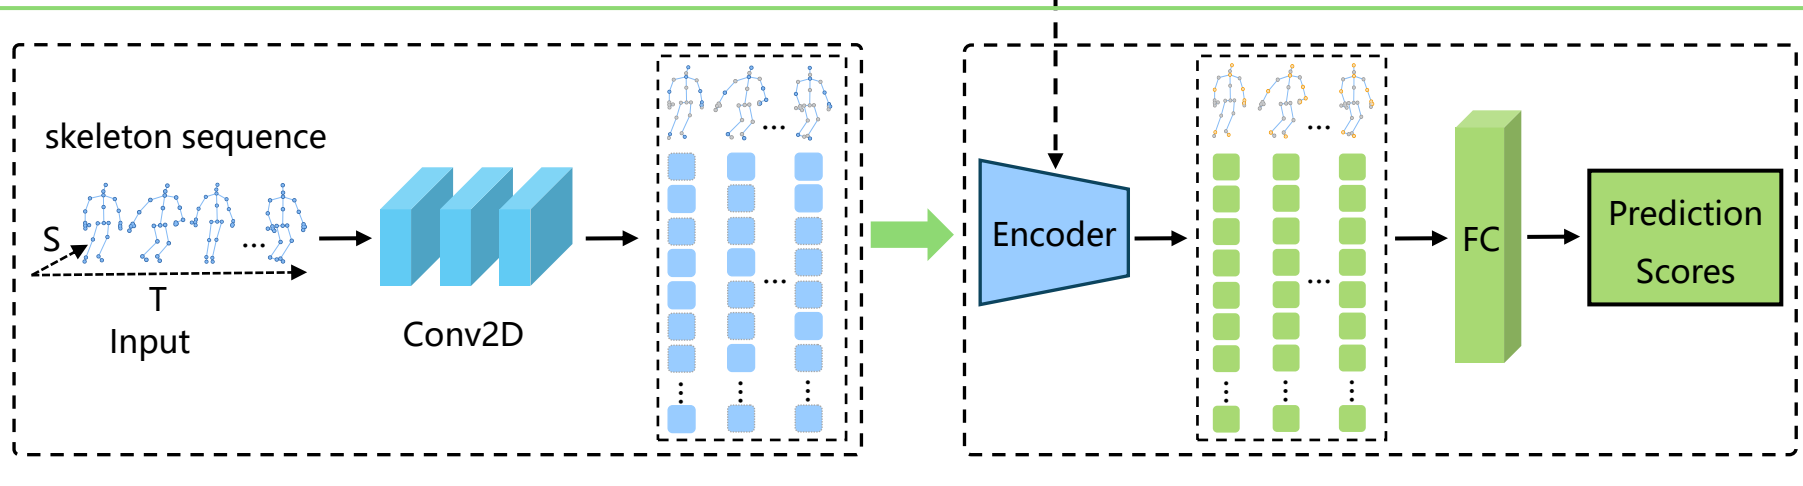 skeleton sequence
S
T
Input
Conv2D
Encoder
FC
Prediction
Scores